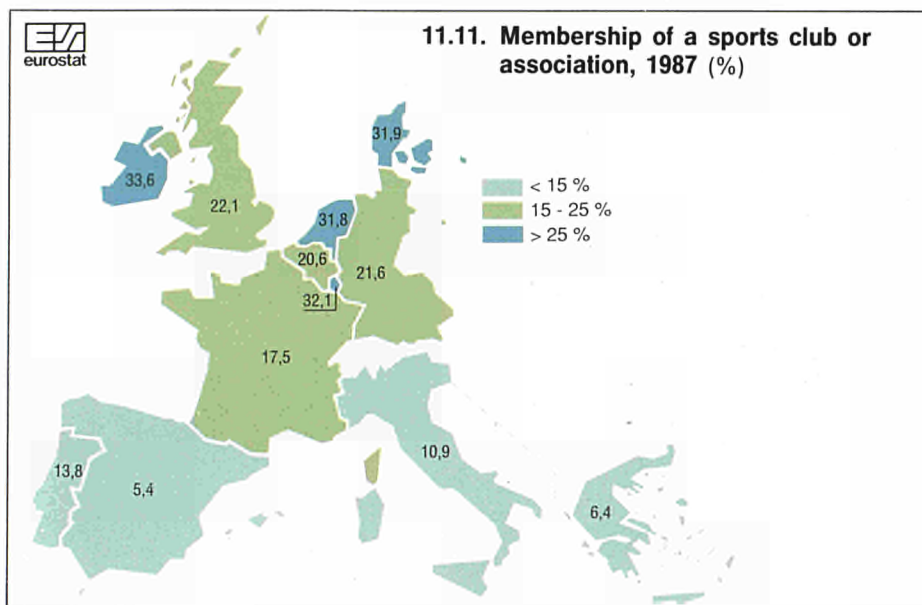 eurostat
11.11. Membership of a sports club or
association, 1987 (%)
31,9
33,6
< 15 %
15 - 25 %
> 25 %
22,1
31,8
20,6
21,6
32,1
17,5
10,9
13,8
5,4
6,4